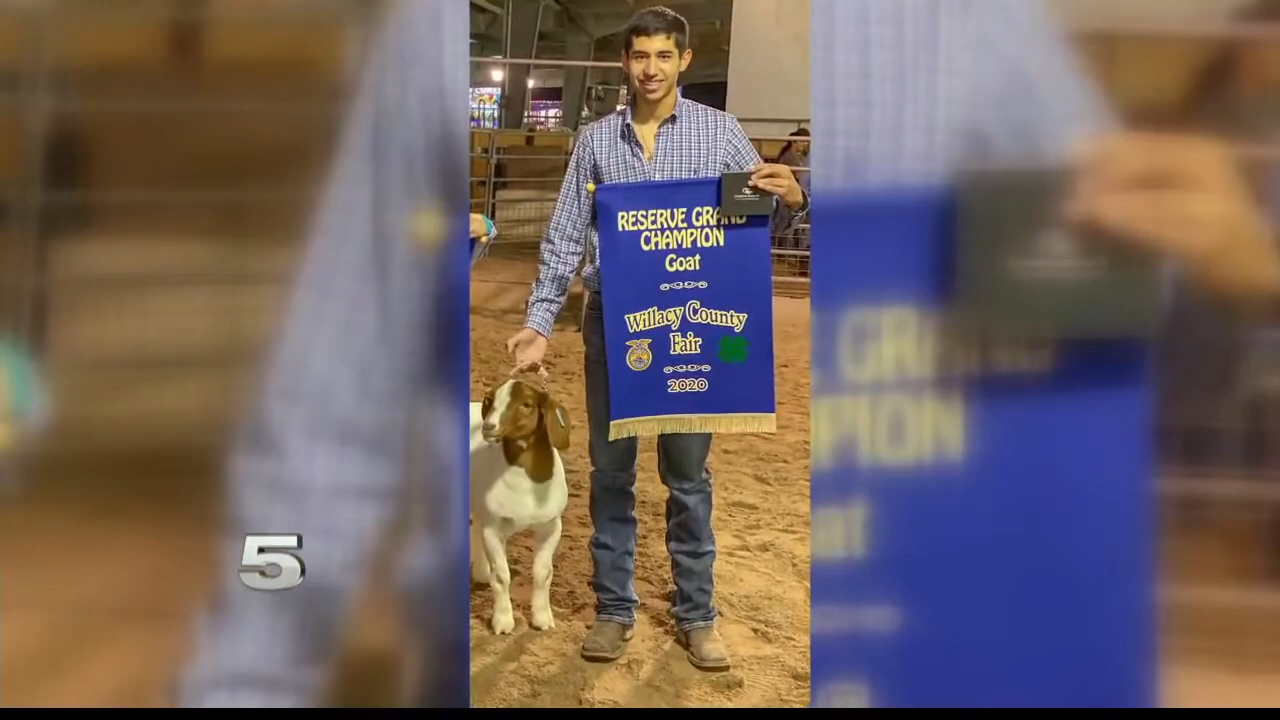 RESERVE GRAND
CHAMPION
Goat
Willacy County
Fair
2020
5